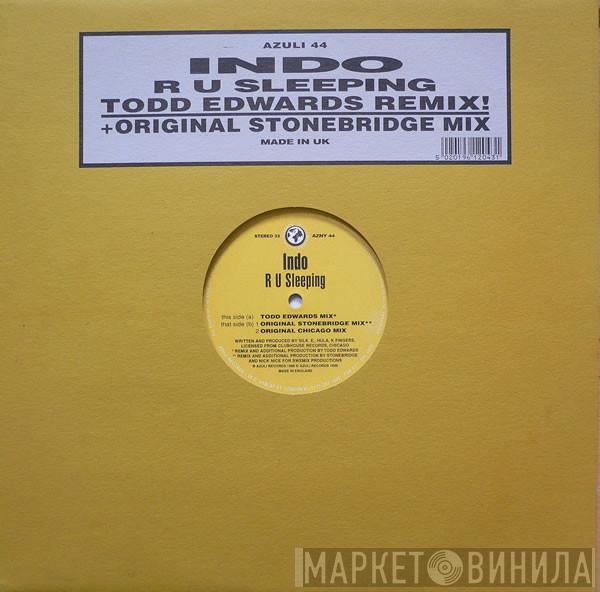 AZULI 44
INDO
R U SLEEPING
TODD EDWARDS REMIX!
+ORIGINAL STONEBRIDGE MIX
MADE IN UK
5 020196 120431
STEREO 33
AZNY 44
Indo
R U Sleeping
this side (a) TODD EDWARDS MIX*
that side (b) 1 ORIGINAL STONEBRIDGE MIX**
2 ORIGINAL CHICAGO MIX
WRITTEN AND PRODUCED BY SILK. E., HULA, K FINGERS.
LICENSED FROM CLUBHOUSE RECORDS, CHICAGO
* REMIX AND ADDITIONAL PRODUCTION BY TODD EDWARDS
** REMIX AND ADDITIONAL PRODUCTION BY STONEBRIDGE
AND NICK NICE FOR SWEMIX PRODUCTIONS
MADE IN ENGLAND
МАРКЕТ ВИНИЛА